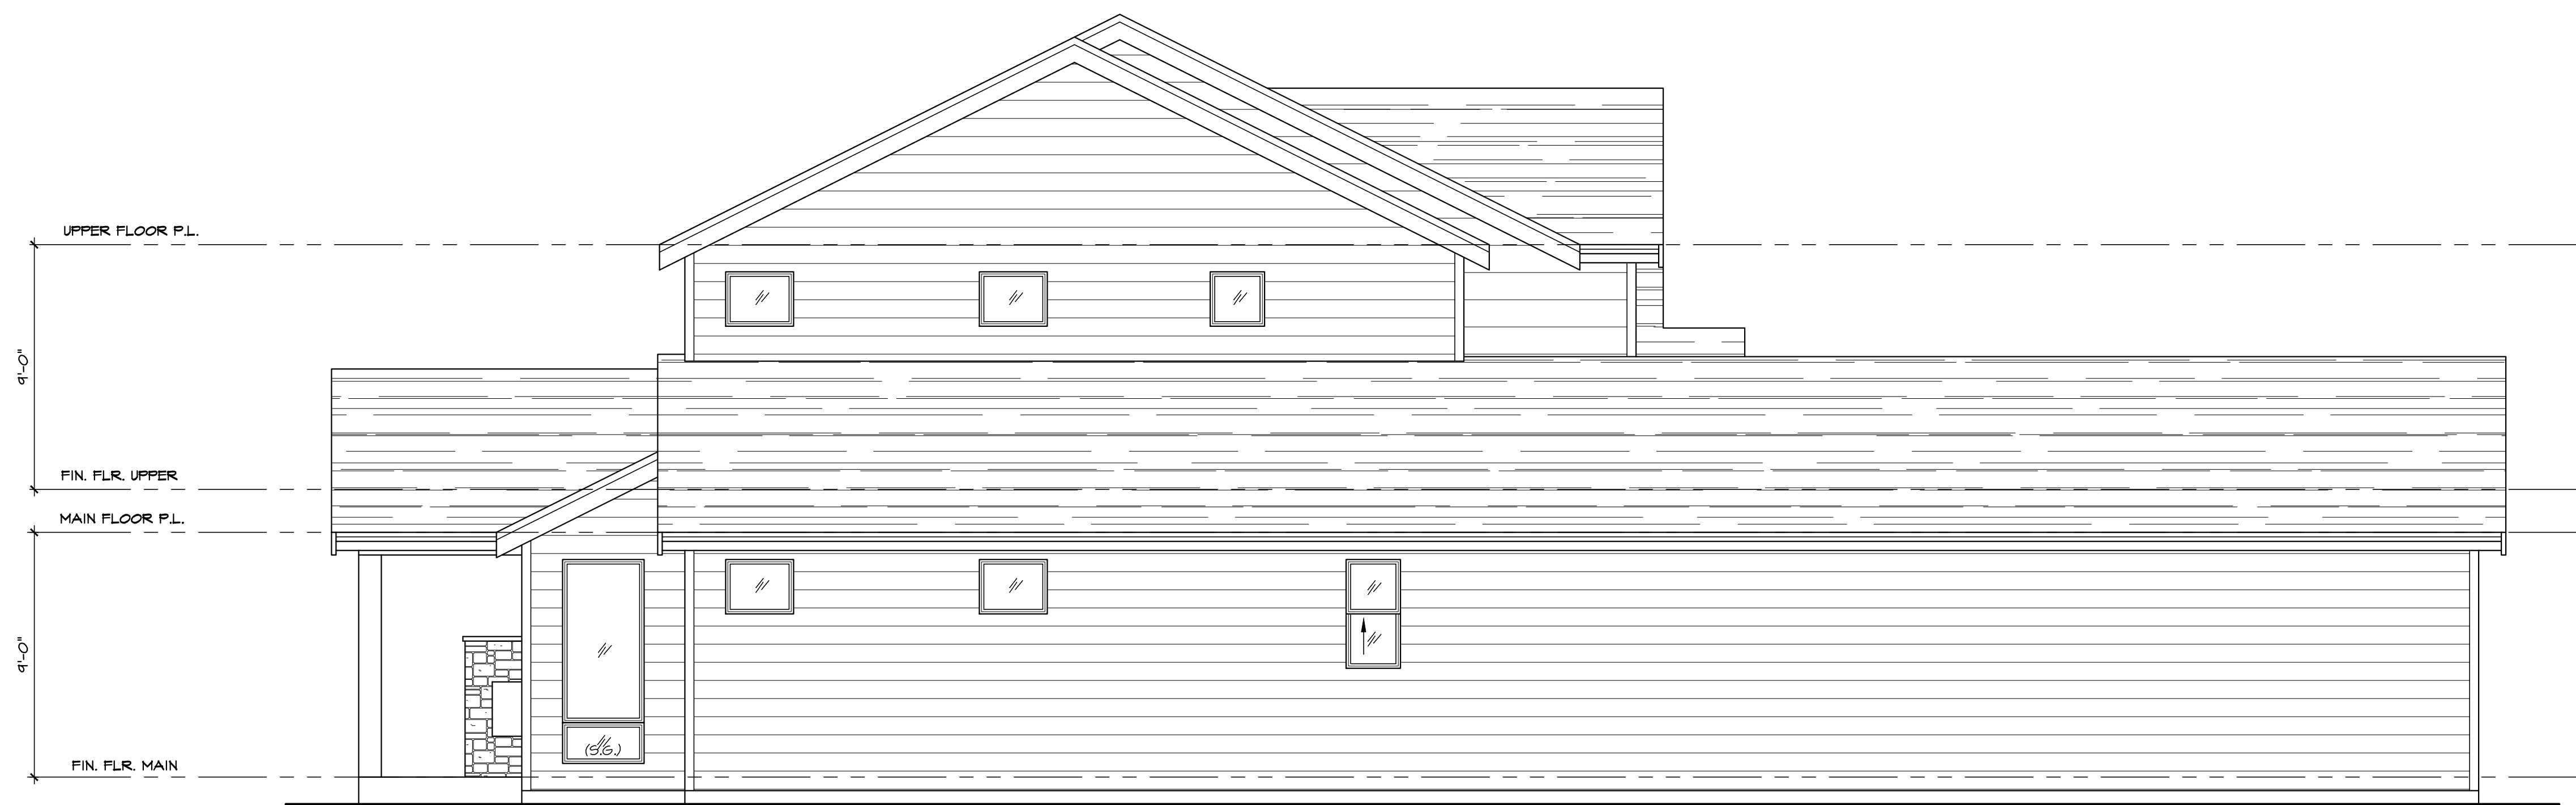 UPPER FLOOR P.L.
9'-0"
FIN. FLR. UPPER
MAIN FLOOR P.L.
9'-0"
(S.G.)
FIN. FLR. MAIN